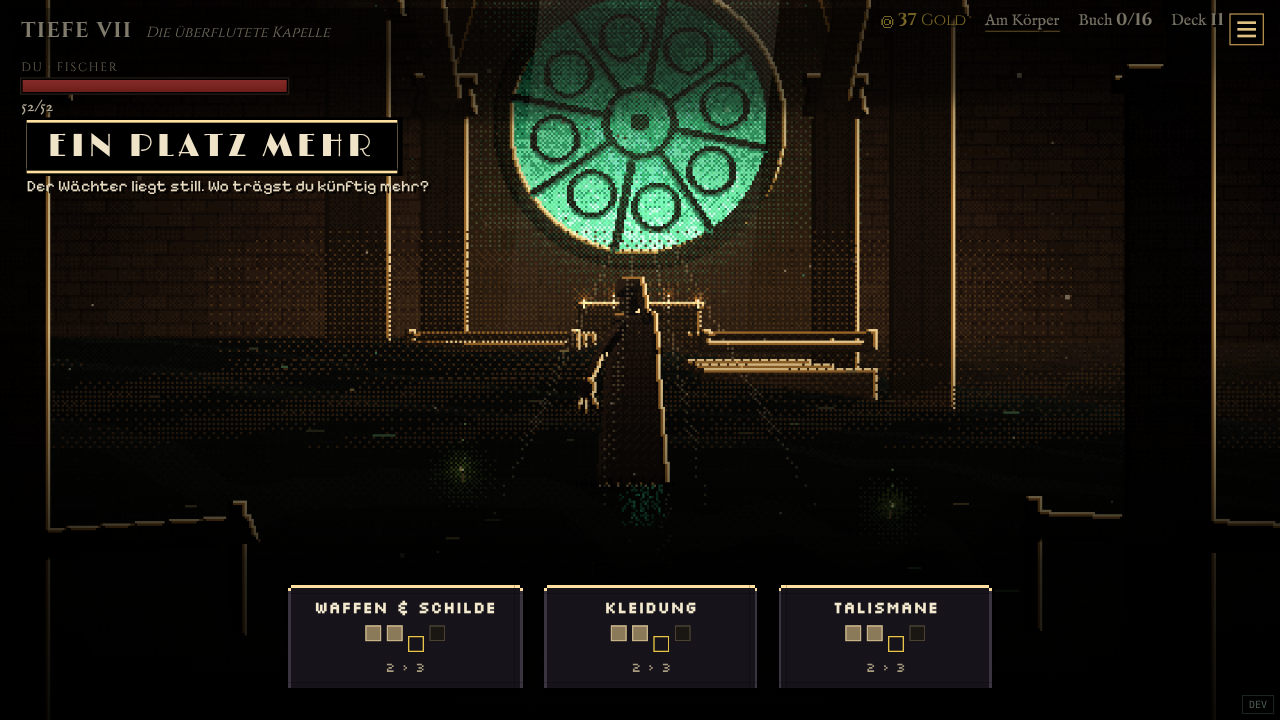 TIEFE VII Die überflutete Kapelle
37 Gold Am Körper Buch 0/16 Deck 11
DU · FISCHER
52/52
EIN PLATZ MEHR
Der Wächter liegt still. Wo trägst du künftig mehr?
WAFFEN & SCHILDE
2 > 3
KLEIDUNG
2 > 3
TALISMANE
2 > 3
DEV